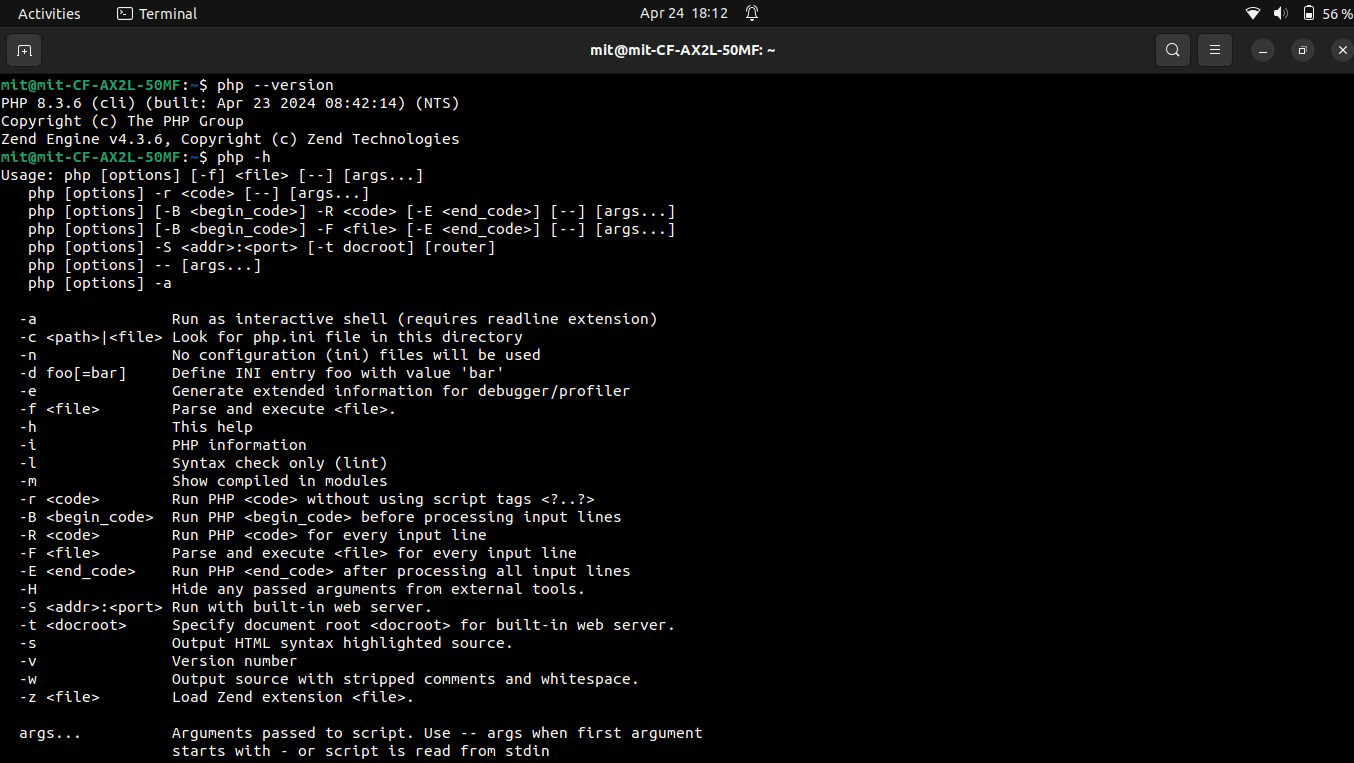 Activities Terminal Apr 24 18:12 56 %
mit@mit-CF-AX2L-50MF: ~
mit@mit-CF-AX2L-50MF:~$ php --version
PHP 8.3.6 (cli) (built: Apr 23 2024 08:42:14) (NTS)
Copyright (c) The PHP Group
Zend Engine v4.3.6, Copyright (c) Zend Technologies
mit@mit-CF-AX2L-50MF:~$ php -h
Usage: php [options] [-f] <file> [--] [args...]
   php [options] -r <code> [--] [args...]
   php [options] [-B <begin_code>] -R <code> [-E <end_code>] [--] [args...]
   php [options] [-B <begin_code>] -F <file> [-E <end_code>] [--] [args...]
   php [options] -S <addr>:<port> [-t docroot] [router]
   php [options] -- [args...]
   php [options] -a

  -a               Run as interactive shell (requires readline extension)
  -c <path>|<file> Look for php.ini file in this directory
  -n               No configuration (ini) files will be used
  -d foo[=bar]     Define INI entry foo with value 'bar'
  -e               Generate extended information for debugger/profiler
  -f <file>        Parse and execute <file>.
  -h               This help
  -i               PHP information
  -l               Syntax check only (lint)
  -m               Show compiled in modules
  -r <code>        Run PHP <code> without using script tags <?..?>
  -B <begin_code>  Run PHP <begin_code> before processing input lines
  -R <code>        Run PHP <code> for every input line
  -F <file>        Parse and execute <file> for every input line
  -E <end_code>    Run PHP <end_code> after processing all input lines
  -H               Hide any passed arguments from external tools.
  -S <addr>:<port> Run with built-in web server.
  -t <docroot>     Specify document root <docroot> for built-in web server.
  -s               Output HTML syntax highlighted source.
  -v               Version number
  -w               Output source with stripped comments and whitespace.
  -z <file>        Load Zend extension <file>.

  args...          Arguments passed to script. Use -- args when first argument
                   starts with - or script is read from stdin